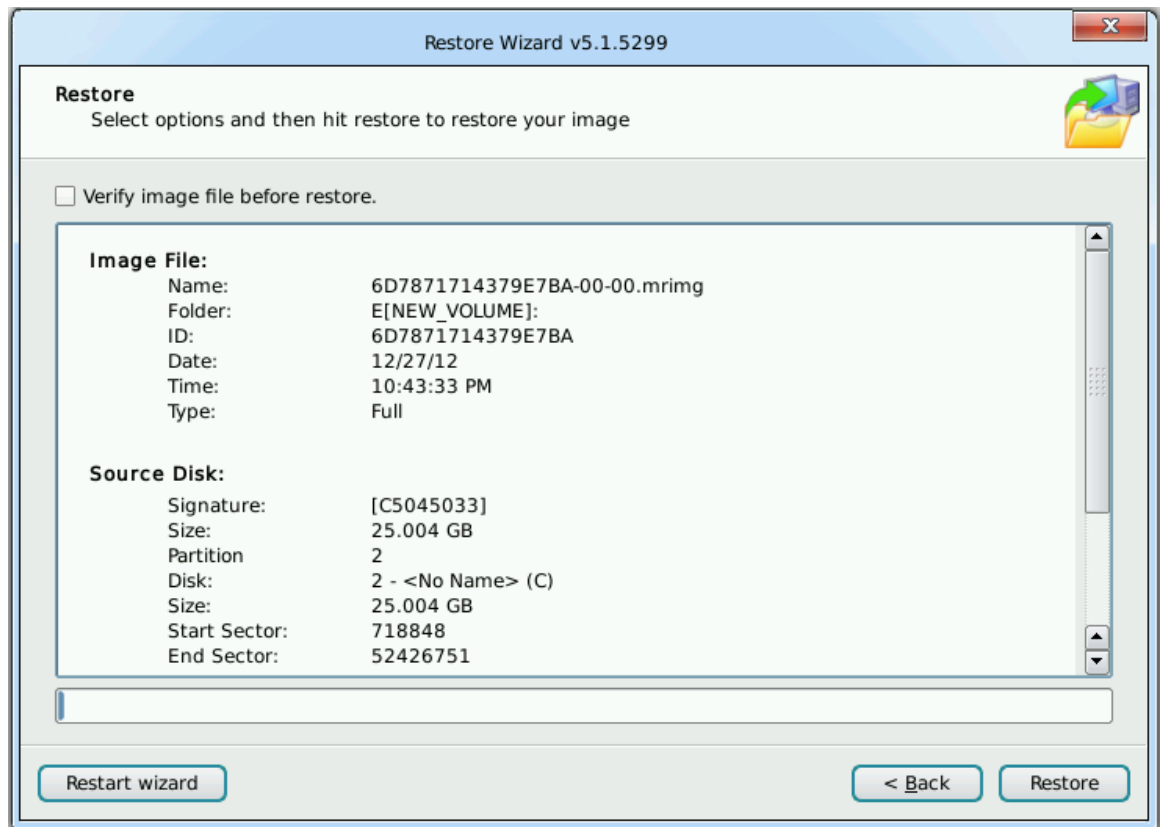 Restore Wizard v5.1.5299
Restore
Select options and then hit restore to restore your image
Verify image file before restore.
Image File:
Name: 6D7871714379E7BA-00-00.mrimg
Folder: E[NEW_VOLUME]:
ID: 6D7871714379E7BA
Date: 12/27/12
Time: 10:43:33 PM
Type: Full
Source Disk:
Signature: [C5045033]
Size: 25.004 GB
Partition 2
Disk: 2 - <No Name> (C)
Size: 25.004 GB
Start Sector: 718848
End Sector: 52426751
Restart wizard < Back Restore